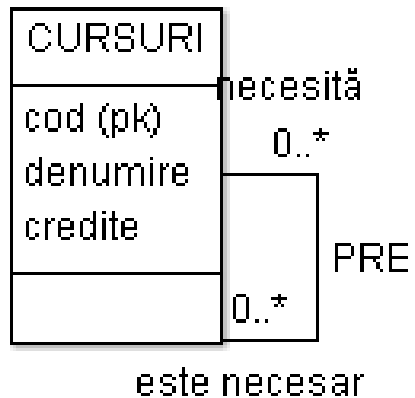 CURSURI
necesită
cod (pk)
0..*
denumire
credite
PRE
0..*
este necesar